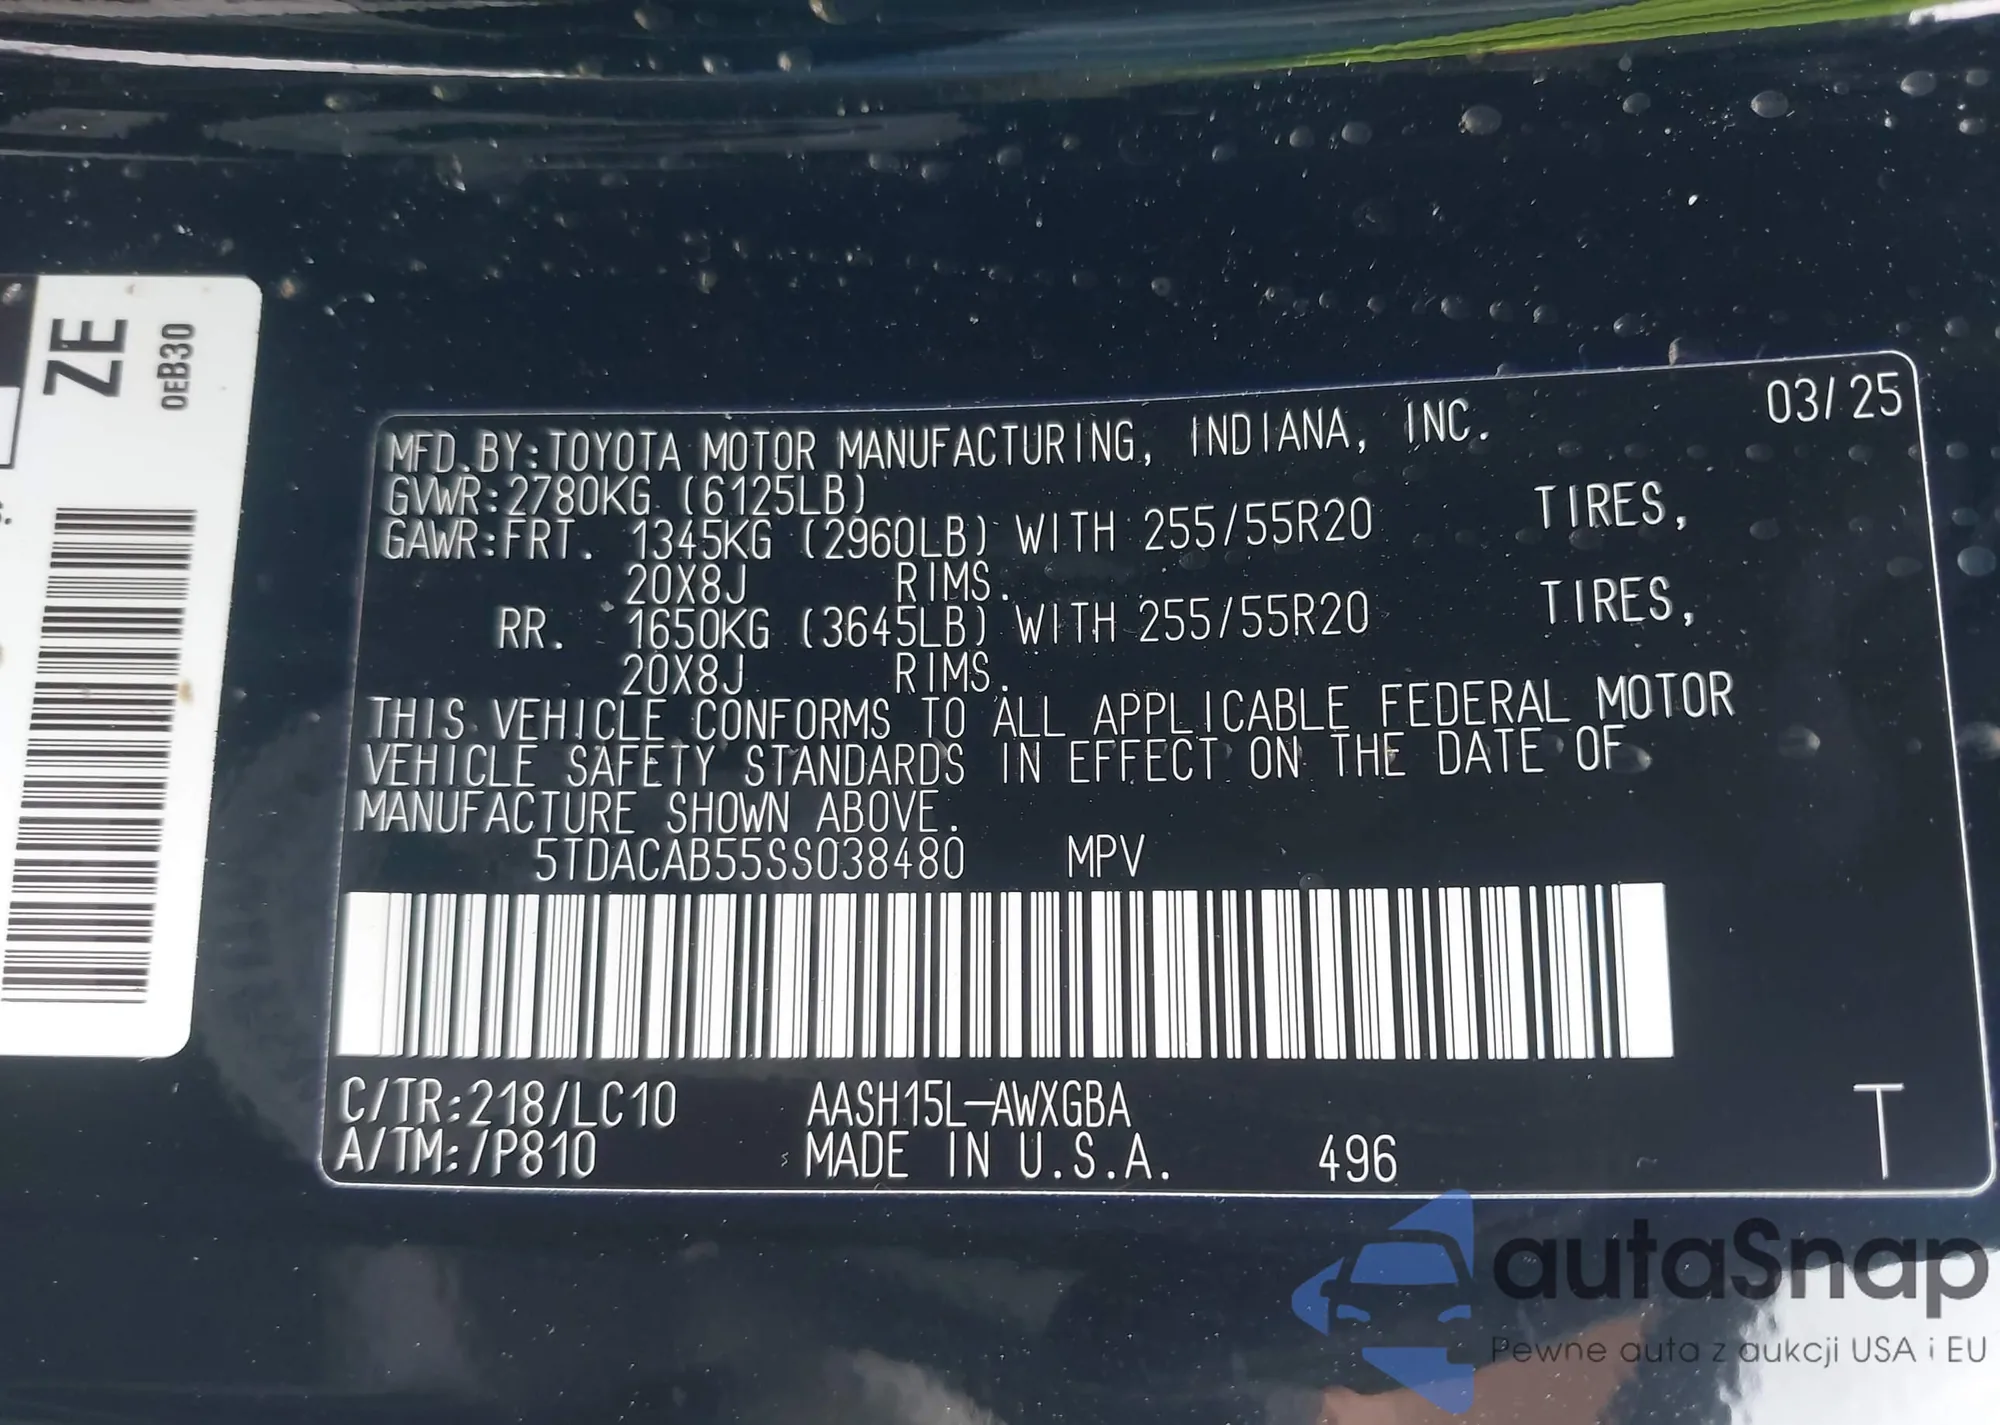 ZE
0EB30
03/25
MFD.BY:TOYOTA MOTOR MANUFACTURING, INDIANA, INC.
GVWR:2780KG (6125LB)
GAWR:FRT. 1345KG (2960LB) WITH 255/55R20 TIRES,
20X8J RIMS.
RR. 1650KG (3645LB) WITH 255/55R20 TIRES,
20X8J RIMS.
THIS VEHICLE CONFORMS TO ALL APPLICABLE FEDERAL MOTOR
VEHICLE SAFETY STANDARDS IN EFFECT ON THE DATE OF
MANUFACTURE SHOWN ABOVE.
5TDACAB55SS038480 MPV
C/TR:218/LC10 AASH15L-AWXGBA
A/TM:/P810 MADE IN U.S.A. 496
T
autaSnap
Pewne auta z aukcji USA i EU